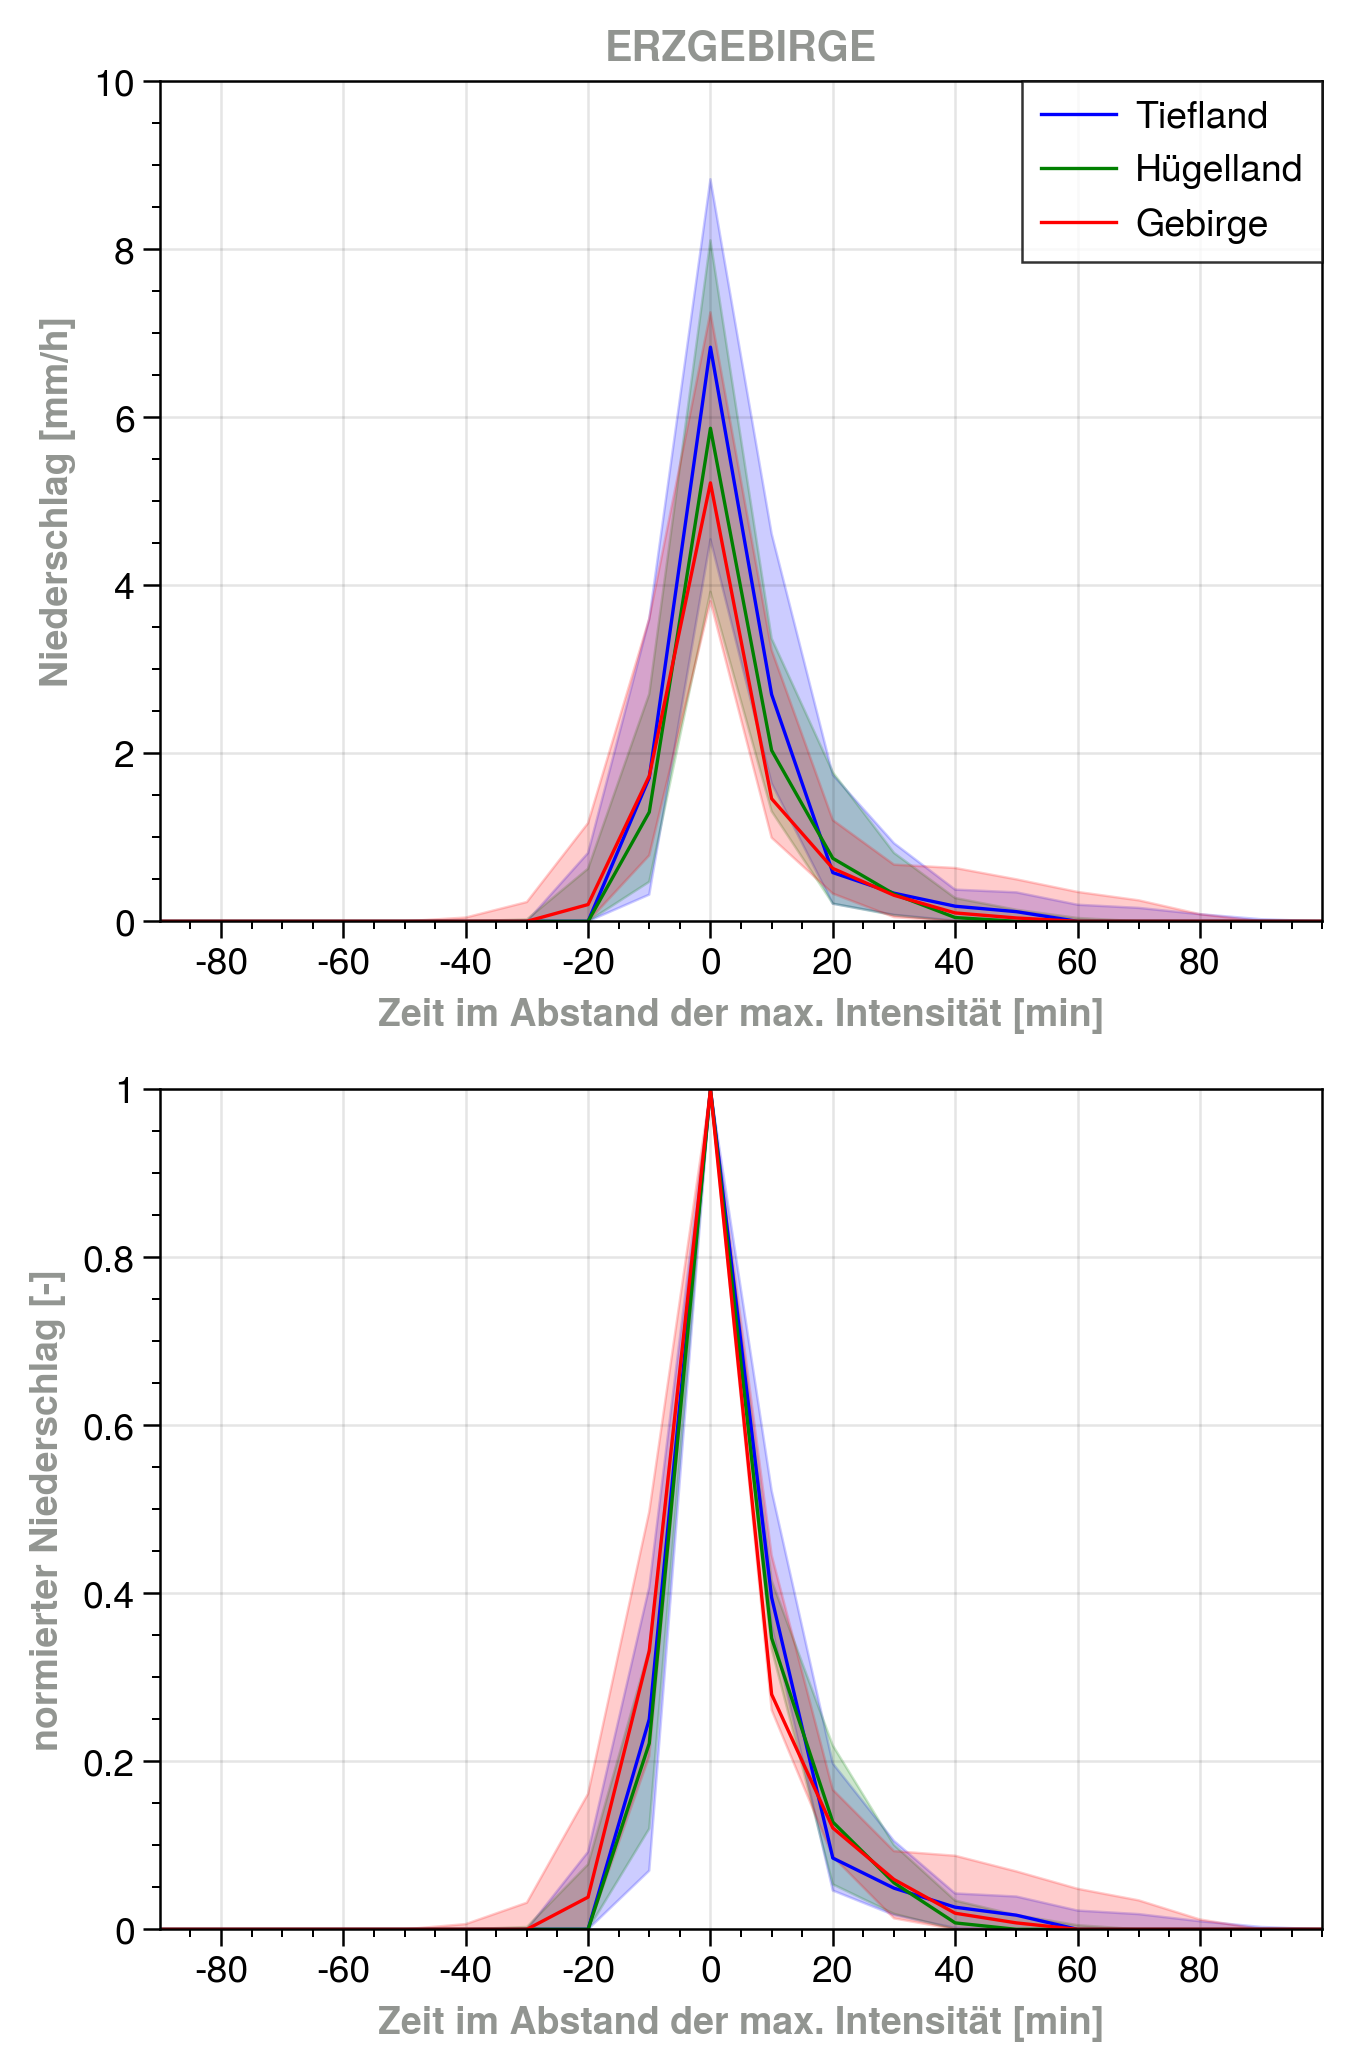 ERZGEBIRGE
10
8
6
4
2
0
Niederschlag [mm/h]
Tiefland
Hügelland
Gebirge
-80 -60 -40 -20 0 20 40 60 80
Zeit im Abstand der max. Intensität [min]
1
0.8
0.6
0.4
0.2
0
normierter Niederschlag [-]
-80 -60 -40 -20 0 20 40 60 80
Zeit im Abstand der max. Intensität [min]